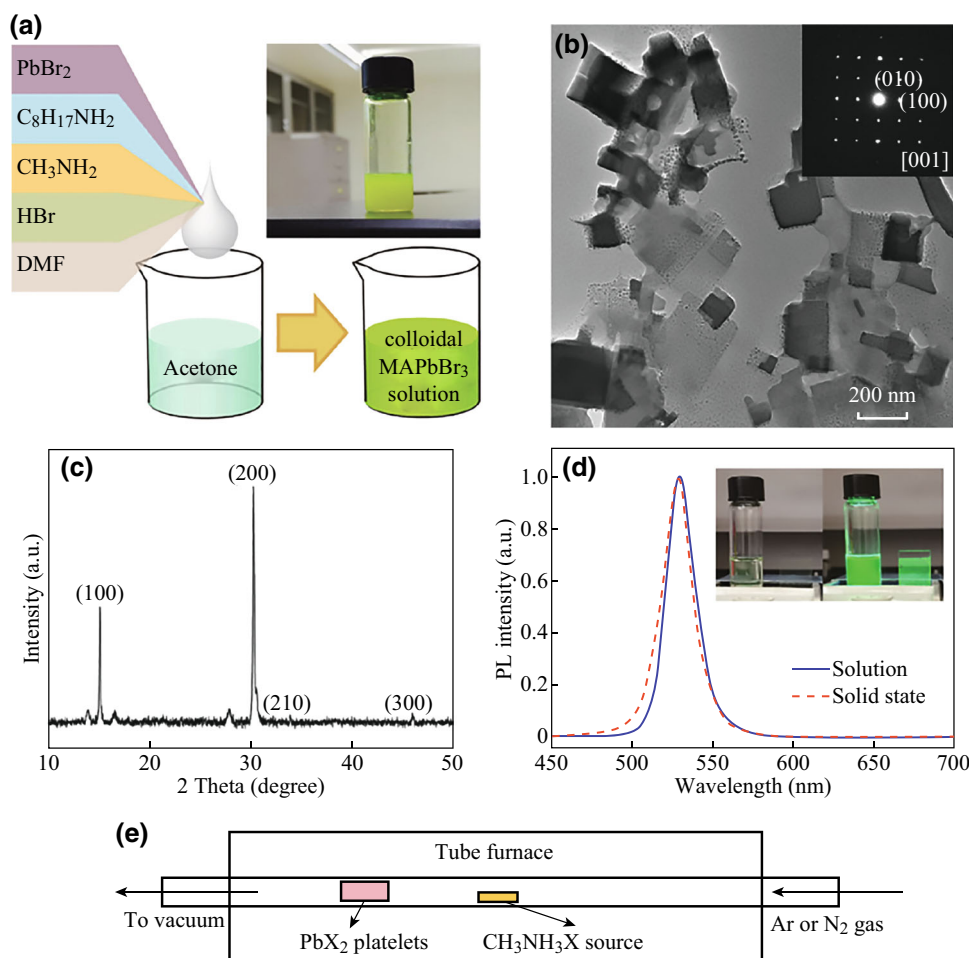 (a)
PbBr₂
C₈H₁₇NH₂
CH₃NH₂
HBr
DMF
Acetone
colloidal
MAPbBr₃
solution
(b)
(010)
(100)
[001]
200 nm
(c)
(200)
(100)
(210)
(300)
Intensity (a.u.)
10 20 30 40 50
2 Theta (degree)
(d)
1.0
0.8
0.6
0.4
0.2
0
PL intensity (a.u.)
Solution
Solid state
450 500 550 600 650 700
Wavelength (nm)
(e)
Tube furnace
To vacuum
PbX₂ platelets
CH₃NH₃X source
Ar or N₂ gas